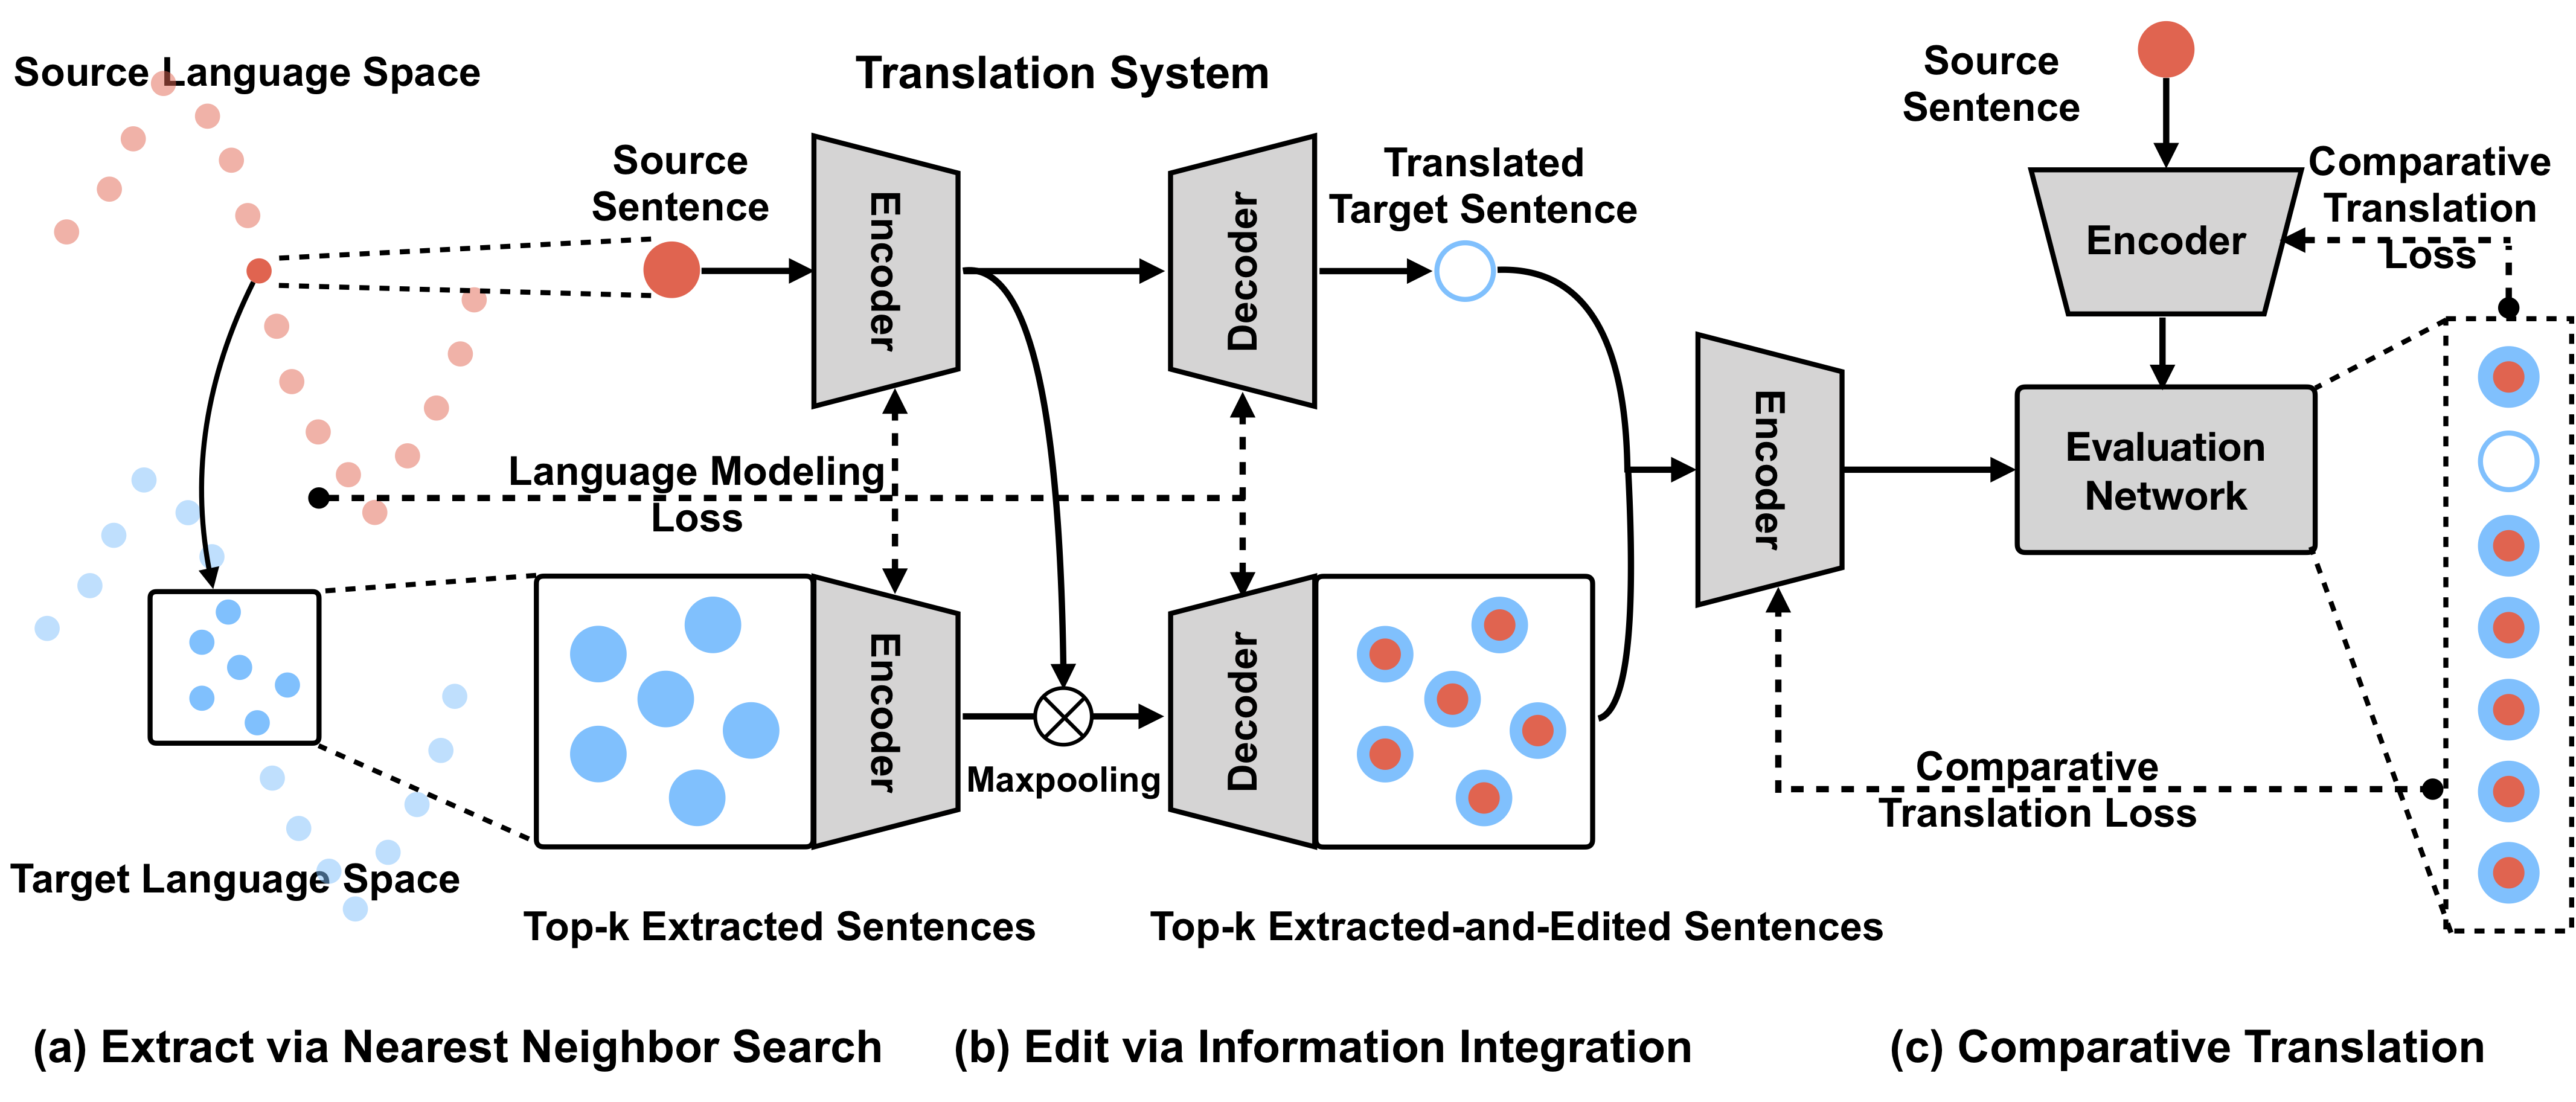 Source Language Space
Translation System
Source
Sentence
Encoder
Decoder
Translated
Target Sentence
Source
Sentence
Encoder
Comparative
Translation
Loss
Language Modeling
Loss
Encoder
Evaluation
Network
Encoder
Maxpooling
Decoder
Comparative
Translation Loss
Target Language Space
Top-k Extracted Sentences
Top-k Extracted-and-Edited Sentences
(a) Extract via Nearest Neighbor Search
(b) Edit via Information Integration
(c) Comparative Translation